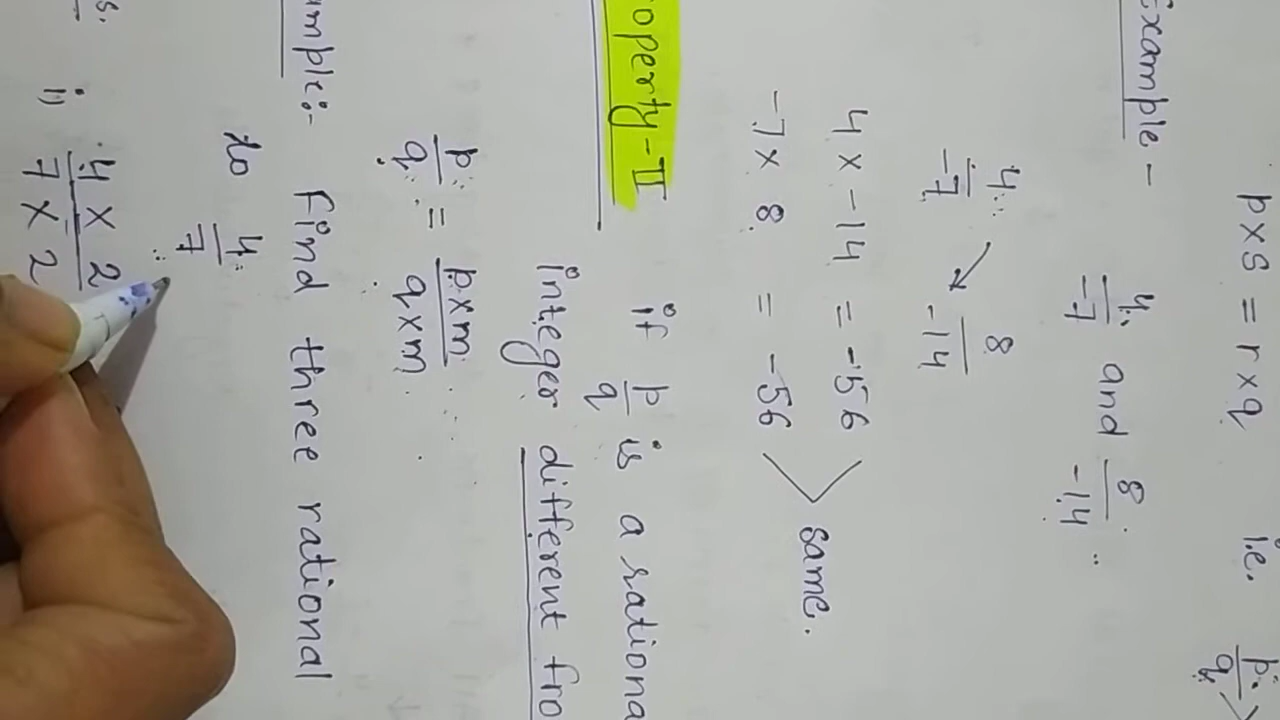 p×s = r×q i.e. p/q
Example - 4/-7 and 8/-14
4/-7 → 8/-14
4 × -14 = -56
-7 × 8 = -56 > same.
operty-II if p/q is a rationa
integer different fro
p/q = p×m/q×m
mple:- find three rational
to 4/7
s. i) 4 × 2/7 × 2